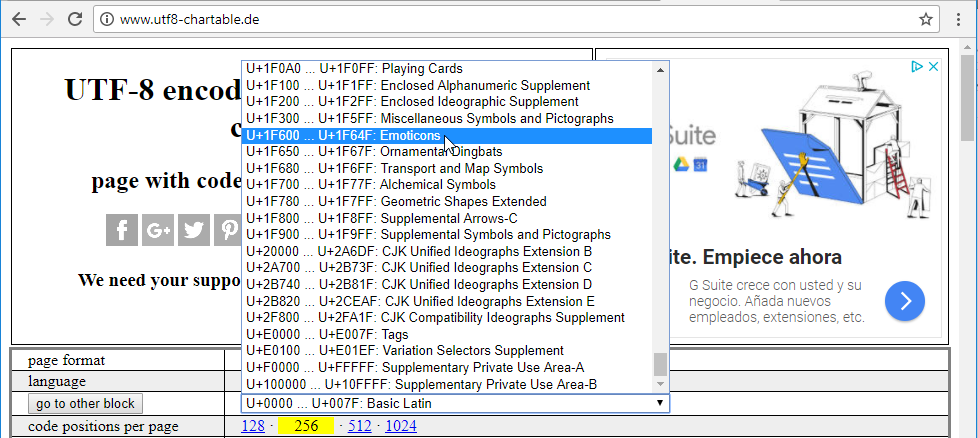 www.utf8-chartable.de
UTF-8 encod
c
page with code
We need your suppo
U+1F0A0 ... U+1F0FF: Playing Cards
U+1F100 ... U+1F1FF: Enclosed Alphanumeric Supplement
U+1F200 ... U+1F2FF: Enclosed Ideographic Supplement
U+1F300 ... U+1F5FF: Miscellaneous Symbols and Pictographs
U+1F600 ... U+1F64F: Emoticons
U+1F650 ... U+1F67F: Ornamental Dingbats
U+1F680 ... U+1F6FF: Transport and Map Symbols
U+1F700 ... U+1F77F: Alchemical Symbols
U+1F780 ... U+1F7FF: Geometric Shapes Extended
U+1F800 ... U+1F8FF: Supplemental Arrows-C
U+1F900 ... U+1F9FF: Supplemental Symbols and Pictographs
U+20000 ... U+2A6DF: CJK Unified Ideographs Extension B
U+2A700 ... U+2B73F: CJK Unified Ideographs Extension C
U+2B740 ... U+2B81F: CJK Unified Ideographs Extension D
U+2B820 ... U+2CEAF: CJK Unified Ideographs Extension E
U+2F800 ... U+2FA1F: CJK Compatibility Ideographs Supplement
U+E0000 ... U+E007F: Tags
U+E0100 ... U+E01EF: Variation Selectors Supplement
U+F0000 ... U+FFFFF: Supplementary Private Use Area-A
U+100000 ... U+10FFFF: Supplementary Private Use Area-B
Suite
31
ite. Empiece ahora
G Suite crece con usted y su
negocio. Añada nuevos
empleados, extensiones, etc.
page format
language
go to other block U+0000 ... U+007F: Basic Latin
code positions per page 128 · 256 · 512 · 1024